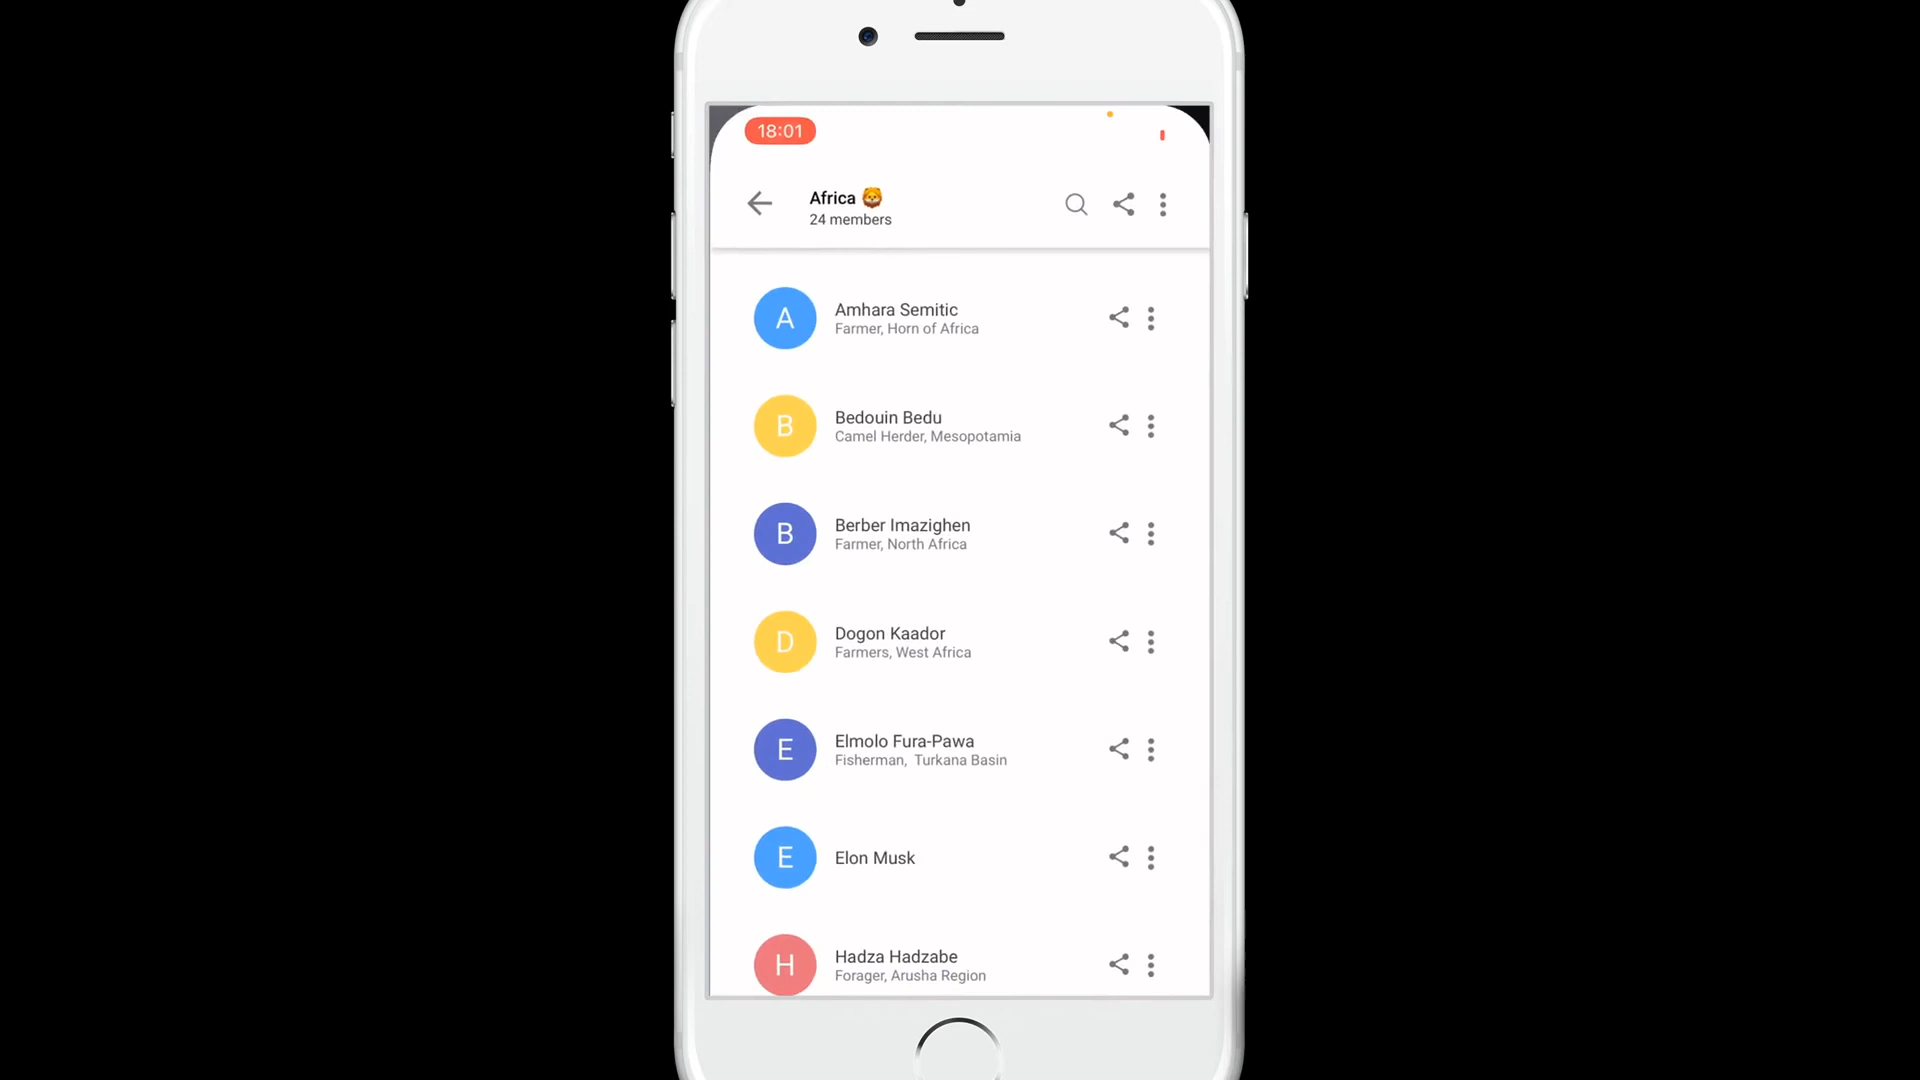 18:01
Africa 🦁
24 members
A
Amhara Semitic
Farmer, Horn of Africa
B
Bedouin Bedu
Camel Herder, Mesopotamia
B
Berber Imazighen
Farmer, North Africa
D
Dogon Kaador
Farmers, West Africa
E
Elmolo Fura-Pawa
Fisherman,  Turkana Basin
E
Elon Musk
H
Hadza Hadzabe
Forager, Arusha Region